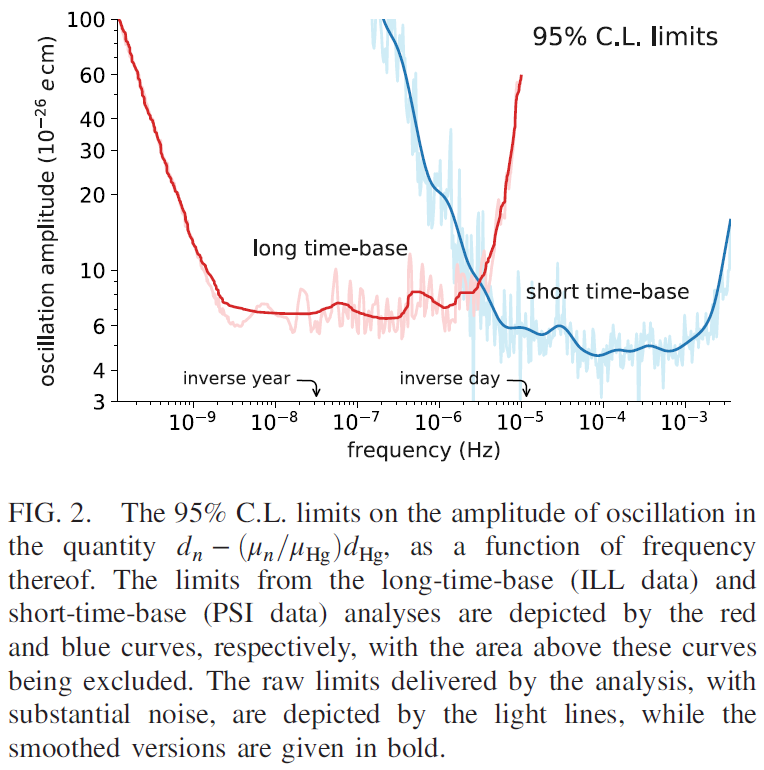 95% C.L. limits
oscillation amplitude (10⁻²⁶ e cm)
100
60
40
30
20
10
6
4
3
long time-base
short time-base
inverse year
inverse day
10⁻⁹
10⁻⁸
10⁻⁷
10⁻⁶
10⁻⁵
10⁻⁴
10⁻³
frequency (Hz)
FIG. 2. The 95% C.L. limits on the amplitude of oscillation in
the quantity dₙ − (μₙ/μ_Hg)d_Hg, as a function of frequency
thereof. The limits from the long-time-base (ILL data) and
short-time-base (PSI data) analyses are depicted by the red
and blue curves, respectively, with the area above these curves
being excluded. The raw limits delivered by the analysis, with
substantial noise, are depicted by the light lines, while the
smoothed versions are given in bold.